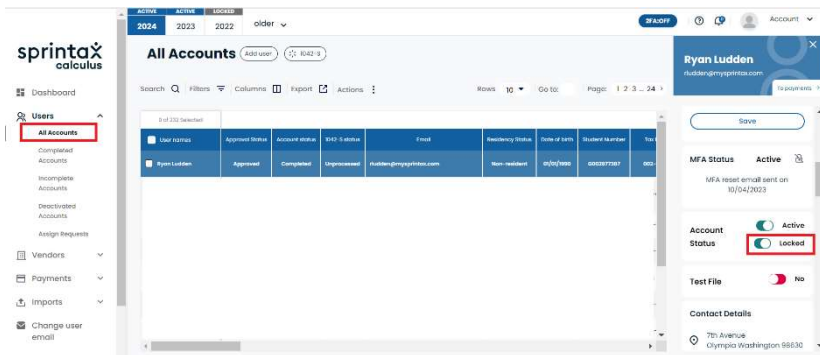 ACTIVE ACTIVE LOCKED
2024 2023 2022 older
2FA:OFF Account
sprintax
calculus
Dashboard
Users
All Accounts
Completed
Accounts
Incomplete
Accounts
Deactivated
Accounts
Assign Requests
Vendors
Payments
Imports
Change user
email
All Accounts Add user 1042-S
Search Filters Columns Export Actions Rows 10 Go to: Page: 1 2 3 ... 24 >
0 of 232 Selected
User names Approval Status Account status 1042-S status Email Residency Status Date of birth Student Number Tax
Ryan Ludden Approved Completed Unprocessed rludden@mysprintax.com Non-resident 01/01/1990
Ryan Ludden
rludden@mysprintax.com
To payments >
Save
MFA Status Active
MFA reset email sent on
10/04/2023
Account
Status
Active
Locked
Test File No
Contact Details
7th Avenue
Olympia Washington 98630